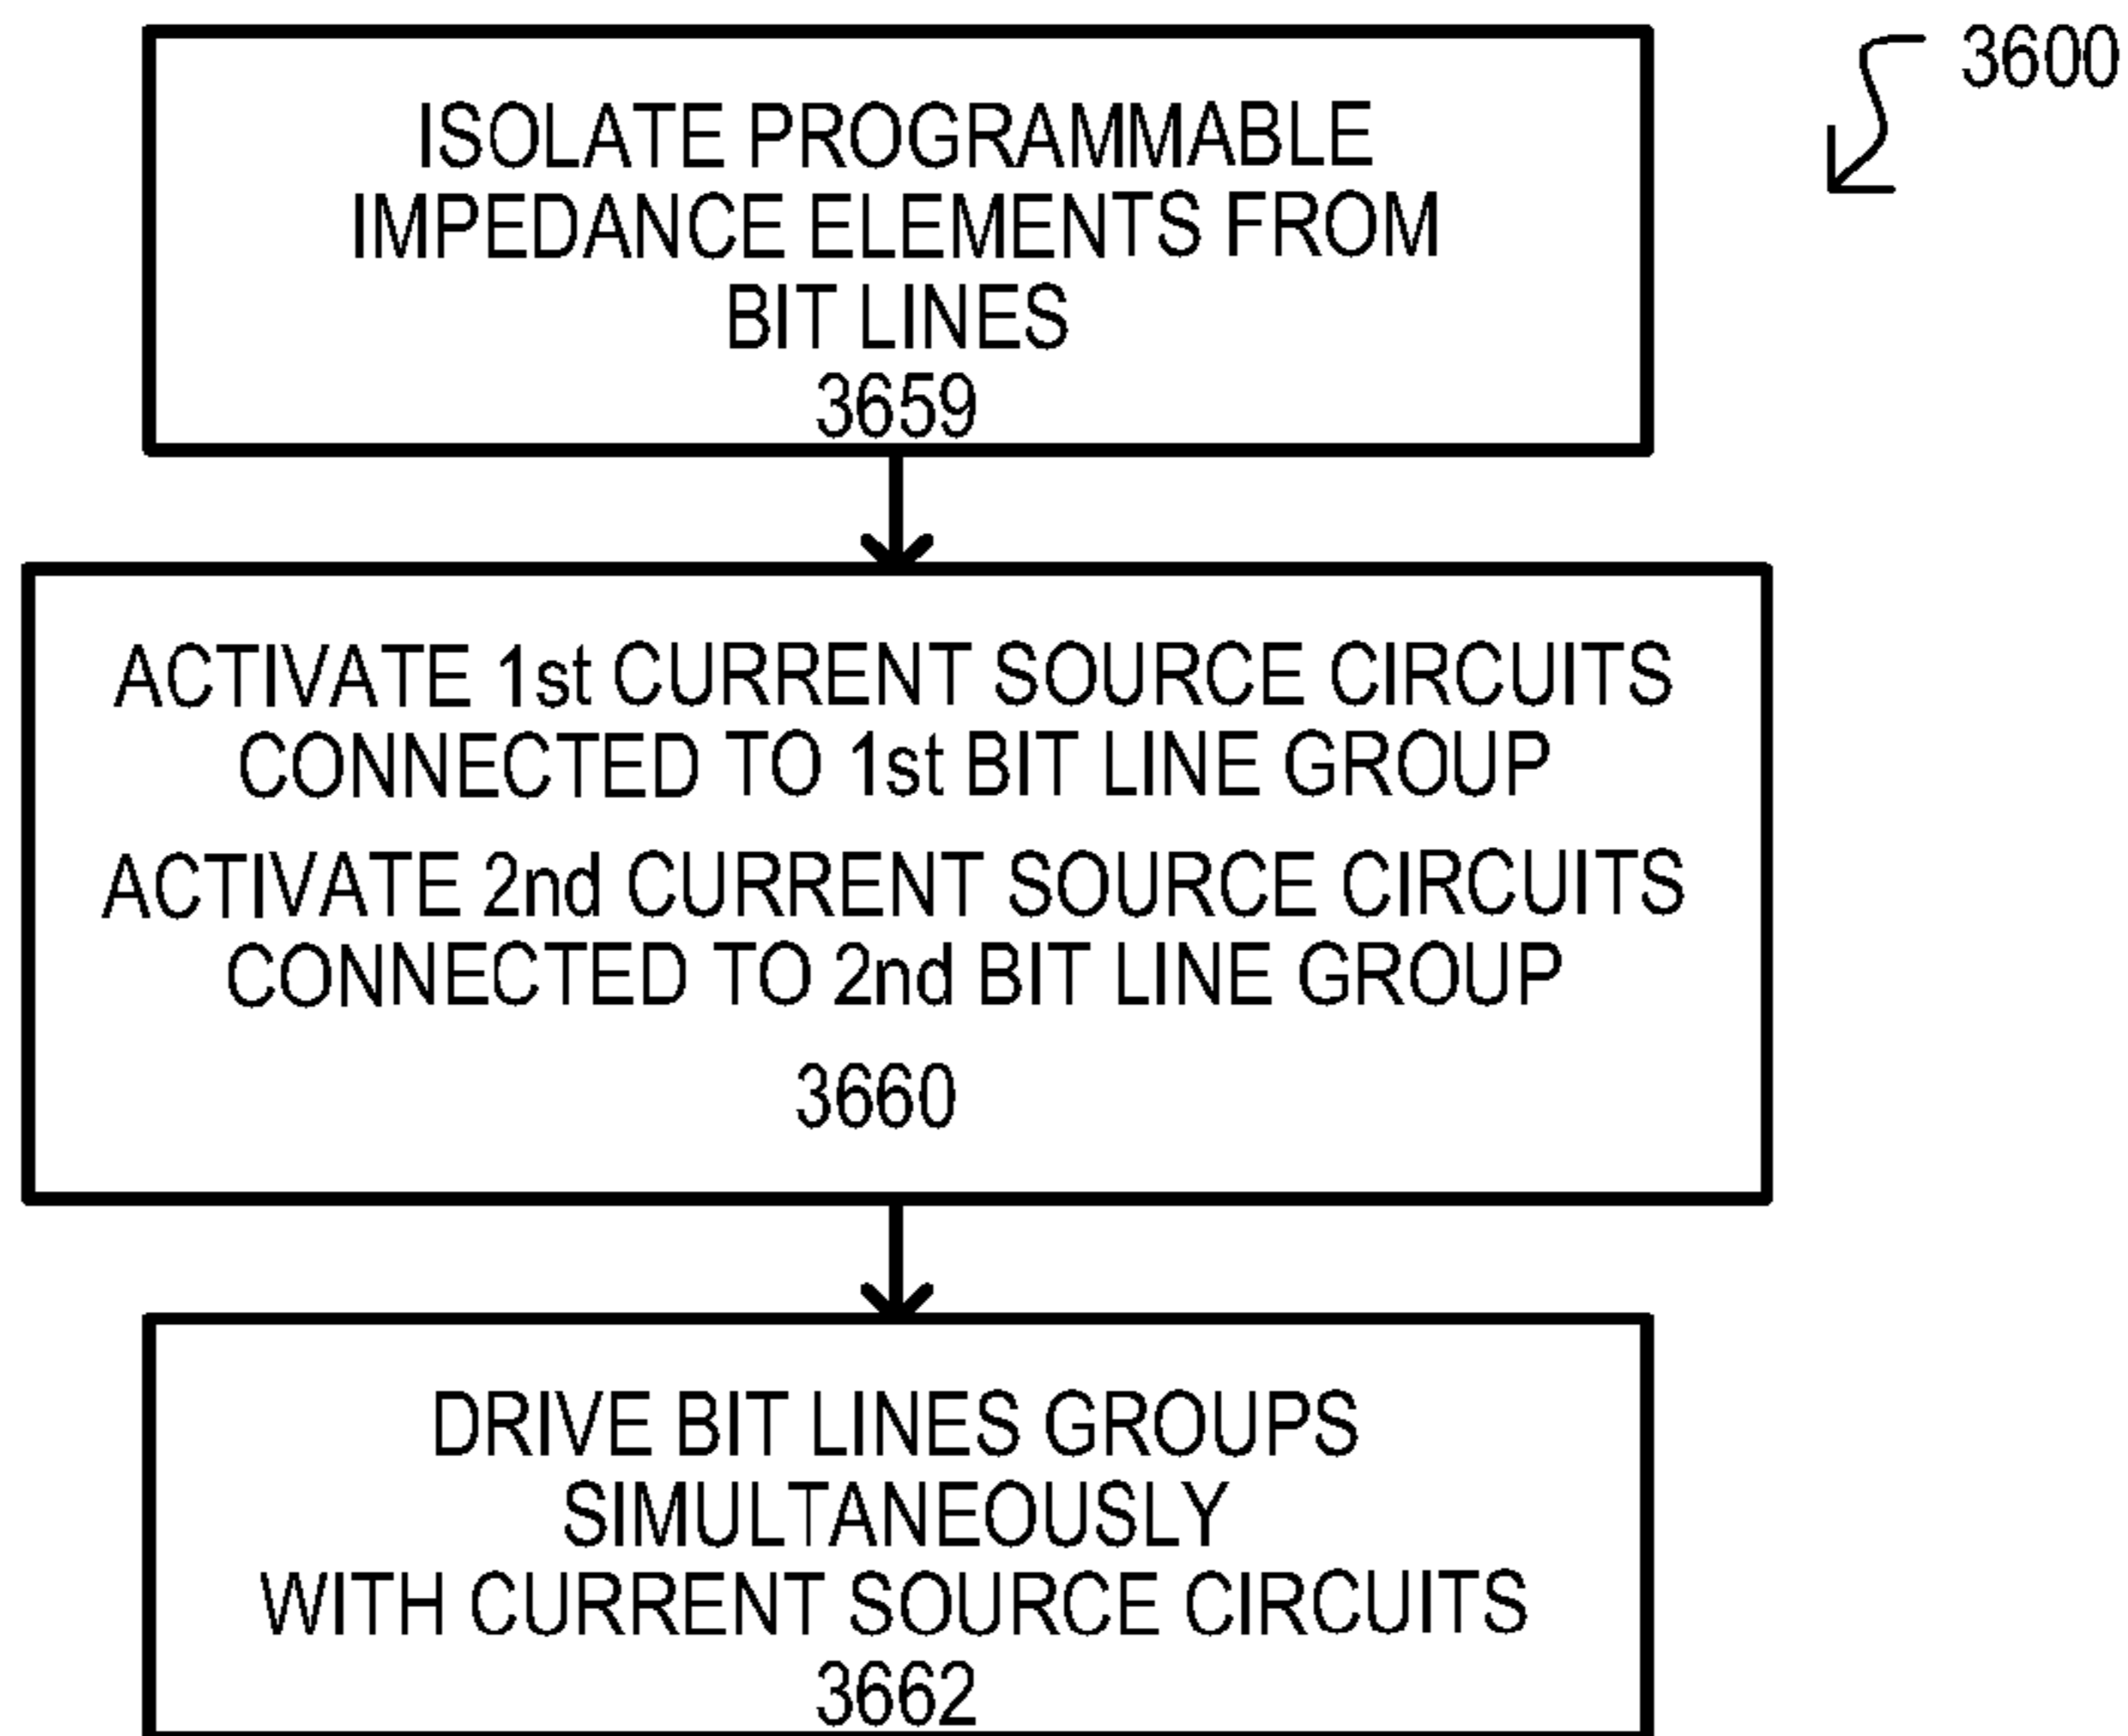 3600
ISOLATE PROGRAMMABLE
IMPEDANCE ELEMENTS FROM
BIT LINES
3659
ACTIVATE 1st CURRENT SOURCE CIRCUITS
CONNECTED TO 1st BIT LINE GROUP
ACTIVATE 2nd CURRENT SOURCE CIRCUITS
CONNECTED TO 2nd BIT LINE GROUP
3660
DRIVE BIT LINES GROUPS
SIMULTANEOUSLY
WITH CURRENT SOURCE CIRCUITS
3662